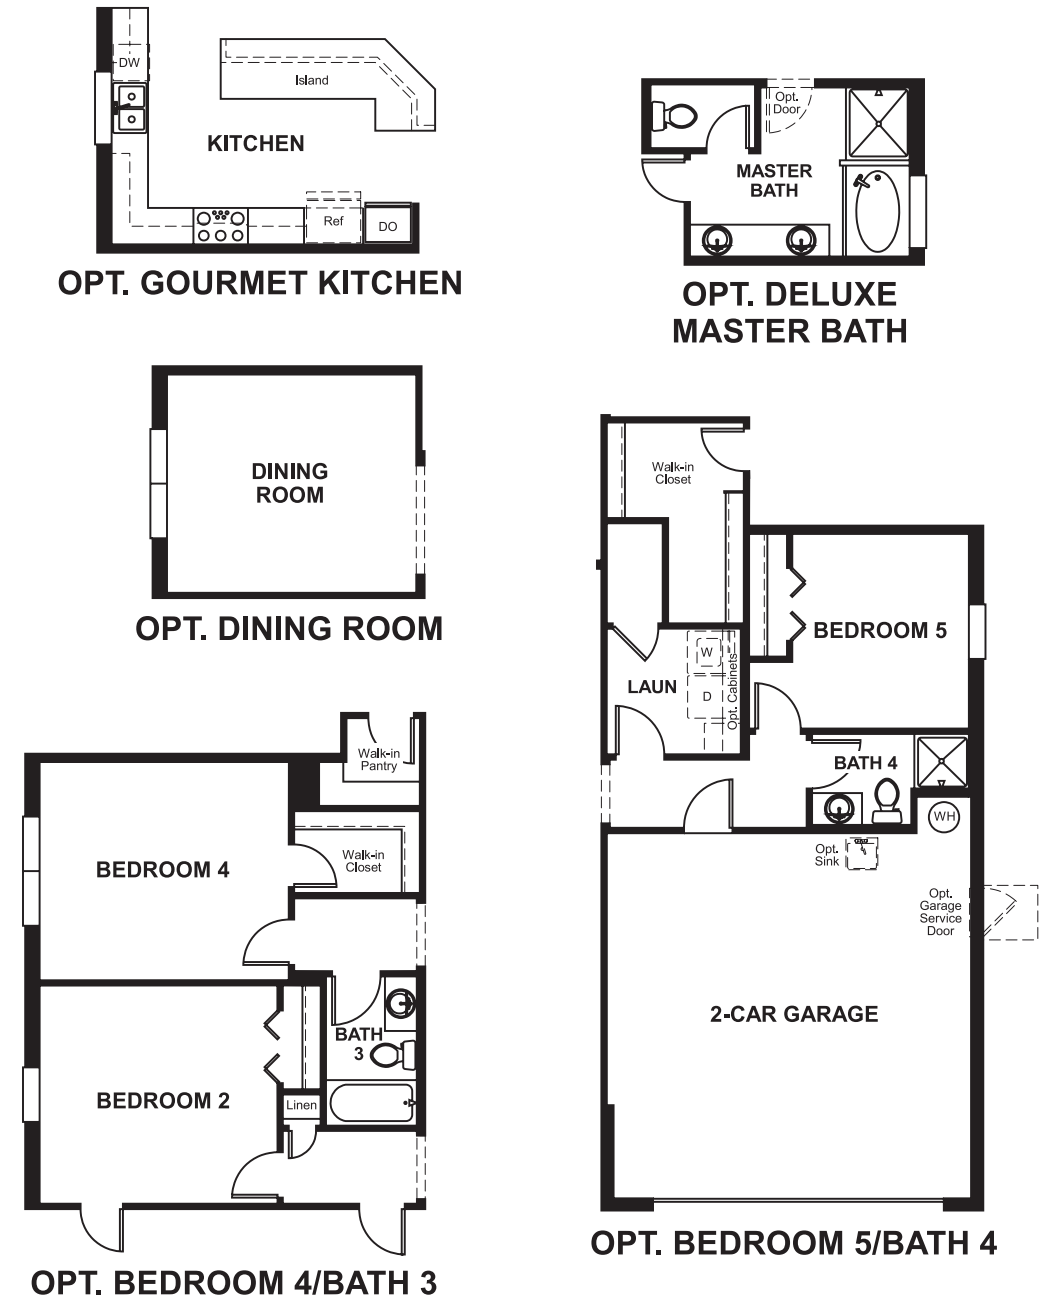 DW
Island
KITCHEN
Ref
DO
OPT. GOURMET KITCHEN
Opt.
Door
MASTER
BATH
OPT. DELUXE
MASTER BATH
DINING
ROOM
OPT. DINING ROOM
Walk-in
Pantry
BEDROOM 4
Walk-in
Closet
BATH
3
BEDROOM 2
Linen
OPT. BEDROOM 4/BATH 3
Walk-in
Closet
BEDROOM 5
W
LAUN
D
Opt. Cabinets
BATH 4
WH
Opt.
Sink
Opt.
Garage
Service
Door
2-CAR GARAGE
OPT. BEDROOM 5/BATH 4